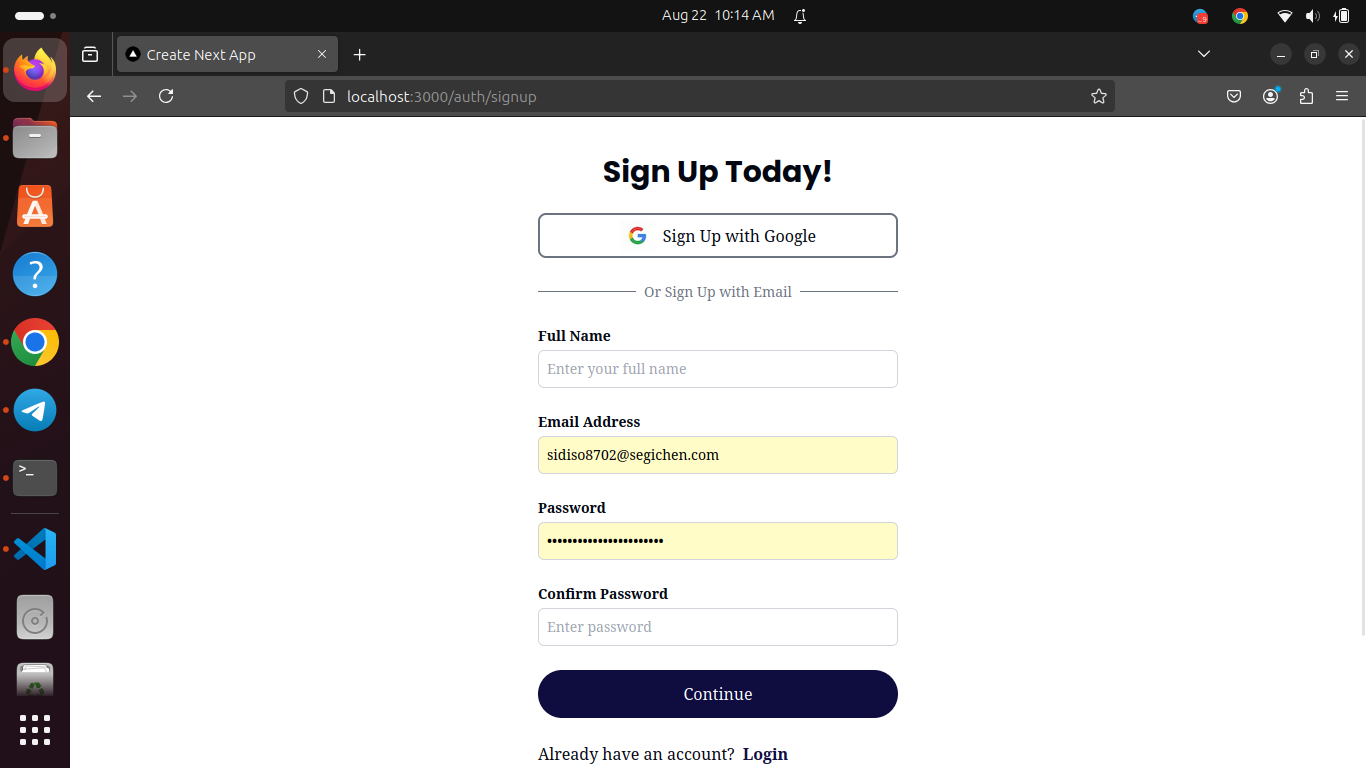 Aug 22 10:14 AM
Create Next App
localhost:3000/auth/signup
Sign Up Today!
Sign Up with Google
Or Sign Up with Email
Full Name
Enter your full name
Email Address
sidiso8702@segichen.com
Password
•••••••••••••••••••••••
Confirm Password
Enter password
Continue
Already have an account? Login